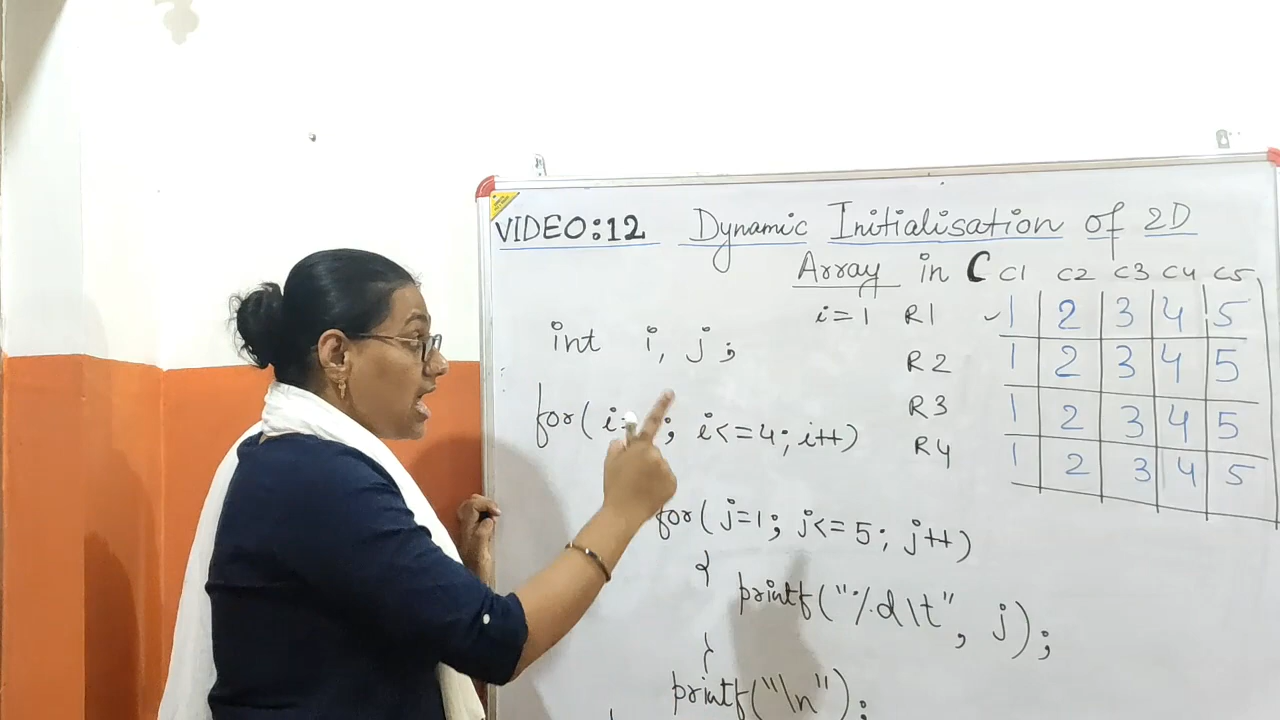 VIDEO:12 Dynamic Initialisation of 2D
Array in C
C1 C2 C3 C4 C5
i=1 R1 ✓1 2 3 4 5
R2 1 2 3 4 5
R3 1 2 3 4 5
R4 1 2 3 4 5
int i, j;
for( i= ; i<=4; i++)
for( j=1; j<=5; j++)
{
printf("%d\t", j);
}
printf("\n");